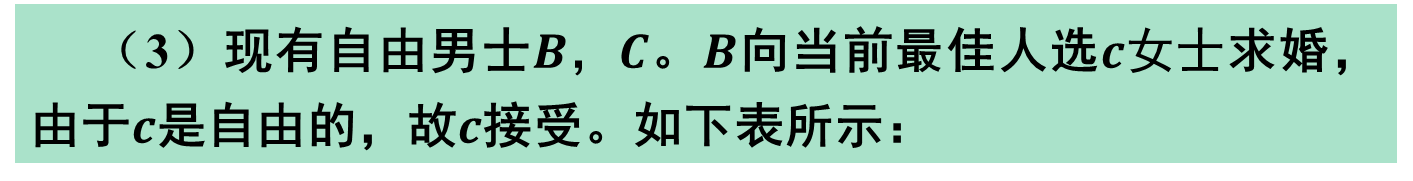 （3）现有自由男士B，C。B向当前最佳人选c女士求婚，
由于c是自由的，故c接受。如下表所示：